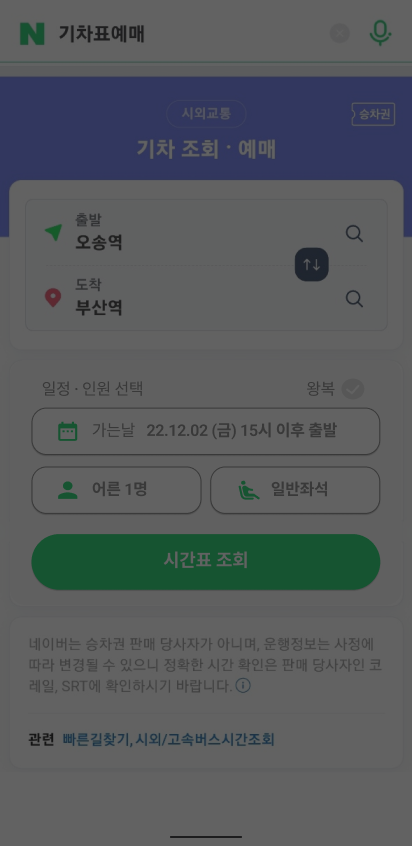 N 기차표예매
시외교통
승차권
기차 조회 · 예매
출발
오송역
도착
부산역
일정 · 인원 선택 왕복
가는날 22.12.02 (금) 15시 이후 출발
어른 1명 일반좌석
시간표 조회
네이버는 승차권 판매 당사자가 아니며, 운행정보는 사정에
따라 변경될 수 있으니 정확한 시간 확인은 판매 당사자인 코
레일, SRT에 확인하시기 바랍니다.
관련 빠른길찾기, 시외/고속버스시간조회